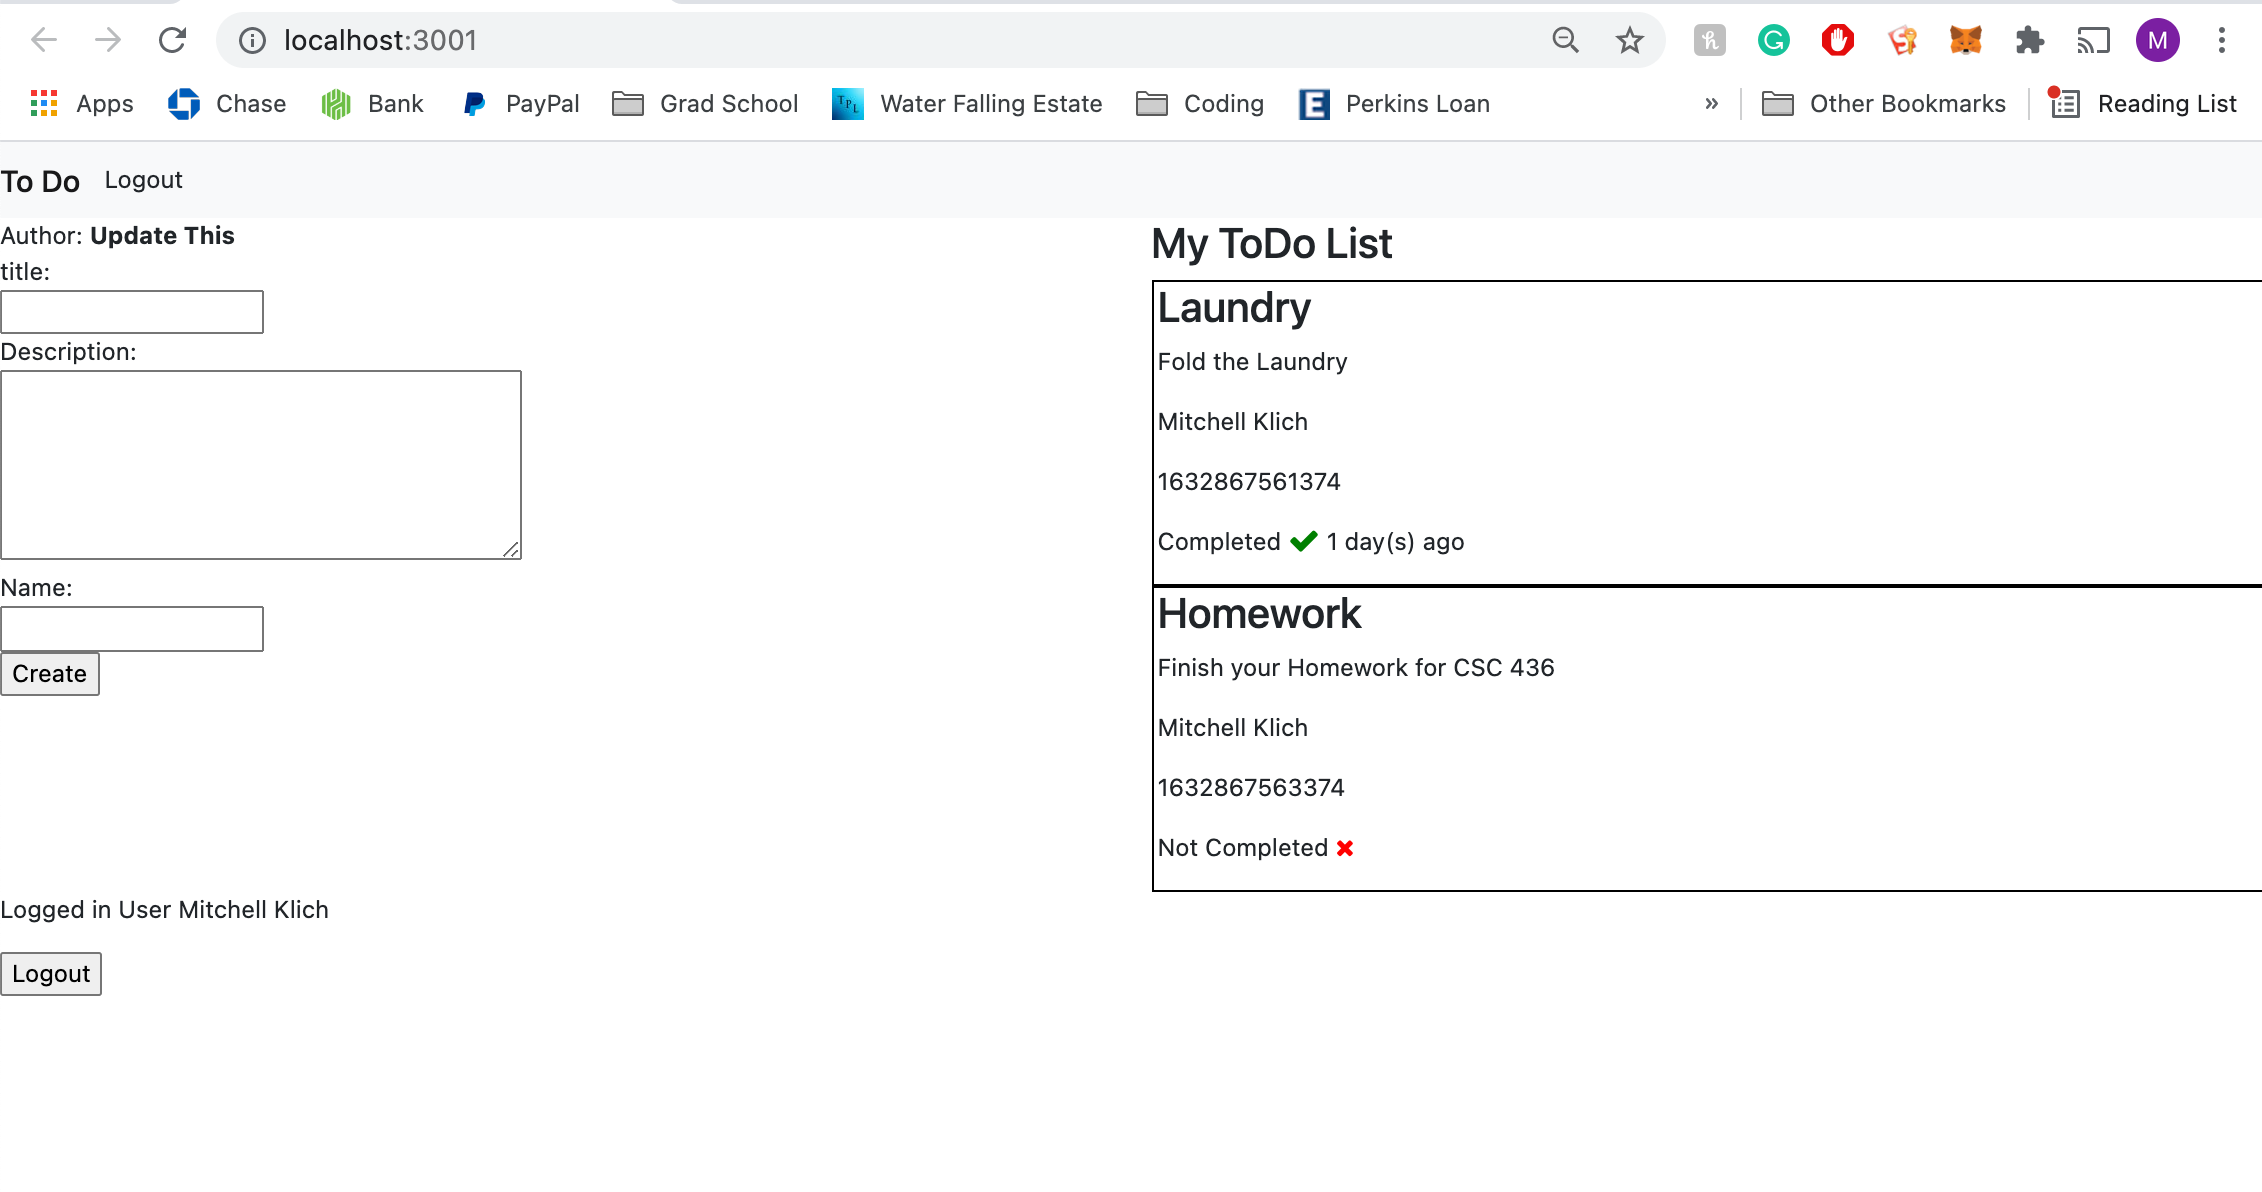 localhost:3001
Apps Chase Bank PayPal Grad School TPL Water Falling Estate Coding E Perkins Loan » Other Bookmarks Reading List
M
To Do Logout
Author: Update This
title:
Description:
Name:
Create
Logged in User Mitchell Klich
Logout
My ToDo List
Laundry
Fold the Laundry
Mitchell Klich
1632867561374
Completed ✔ 1 day(s) ago
Homework
Finish your Homework for CSC 436
Mitchell Klich
1632867563374
Not Completed ✖